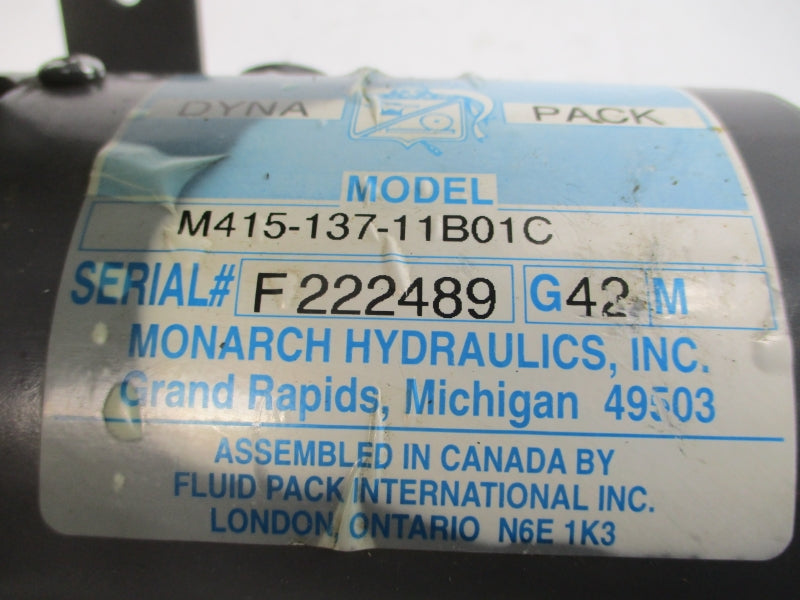 DYNA PACK
MODEL
M415-137-11B01C
SERIAL# F222489 G42 M
MONARCH HYDRAULICS, INC.
Grand Rapids, Michigan 49503
ASSEMBLED IN CANADA BY
FLUID PACK INTERNATIONAL INC.
LONDON, ONTARIO N6E 1K3